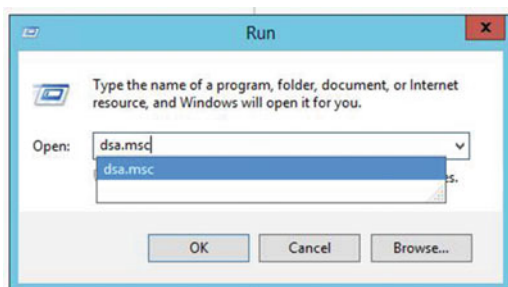 Run
x
Type the name of a program, folder, document, or Internet
resource, and Windows will open it for you.
Open:
dsa.msc
dsa.msc
es.
OK
Cancel
Browse...